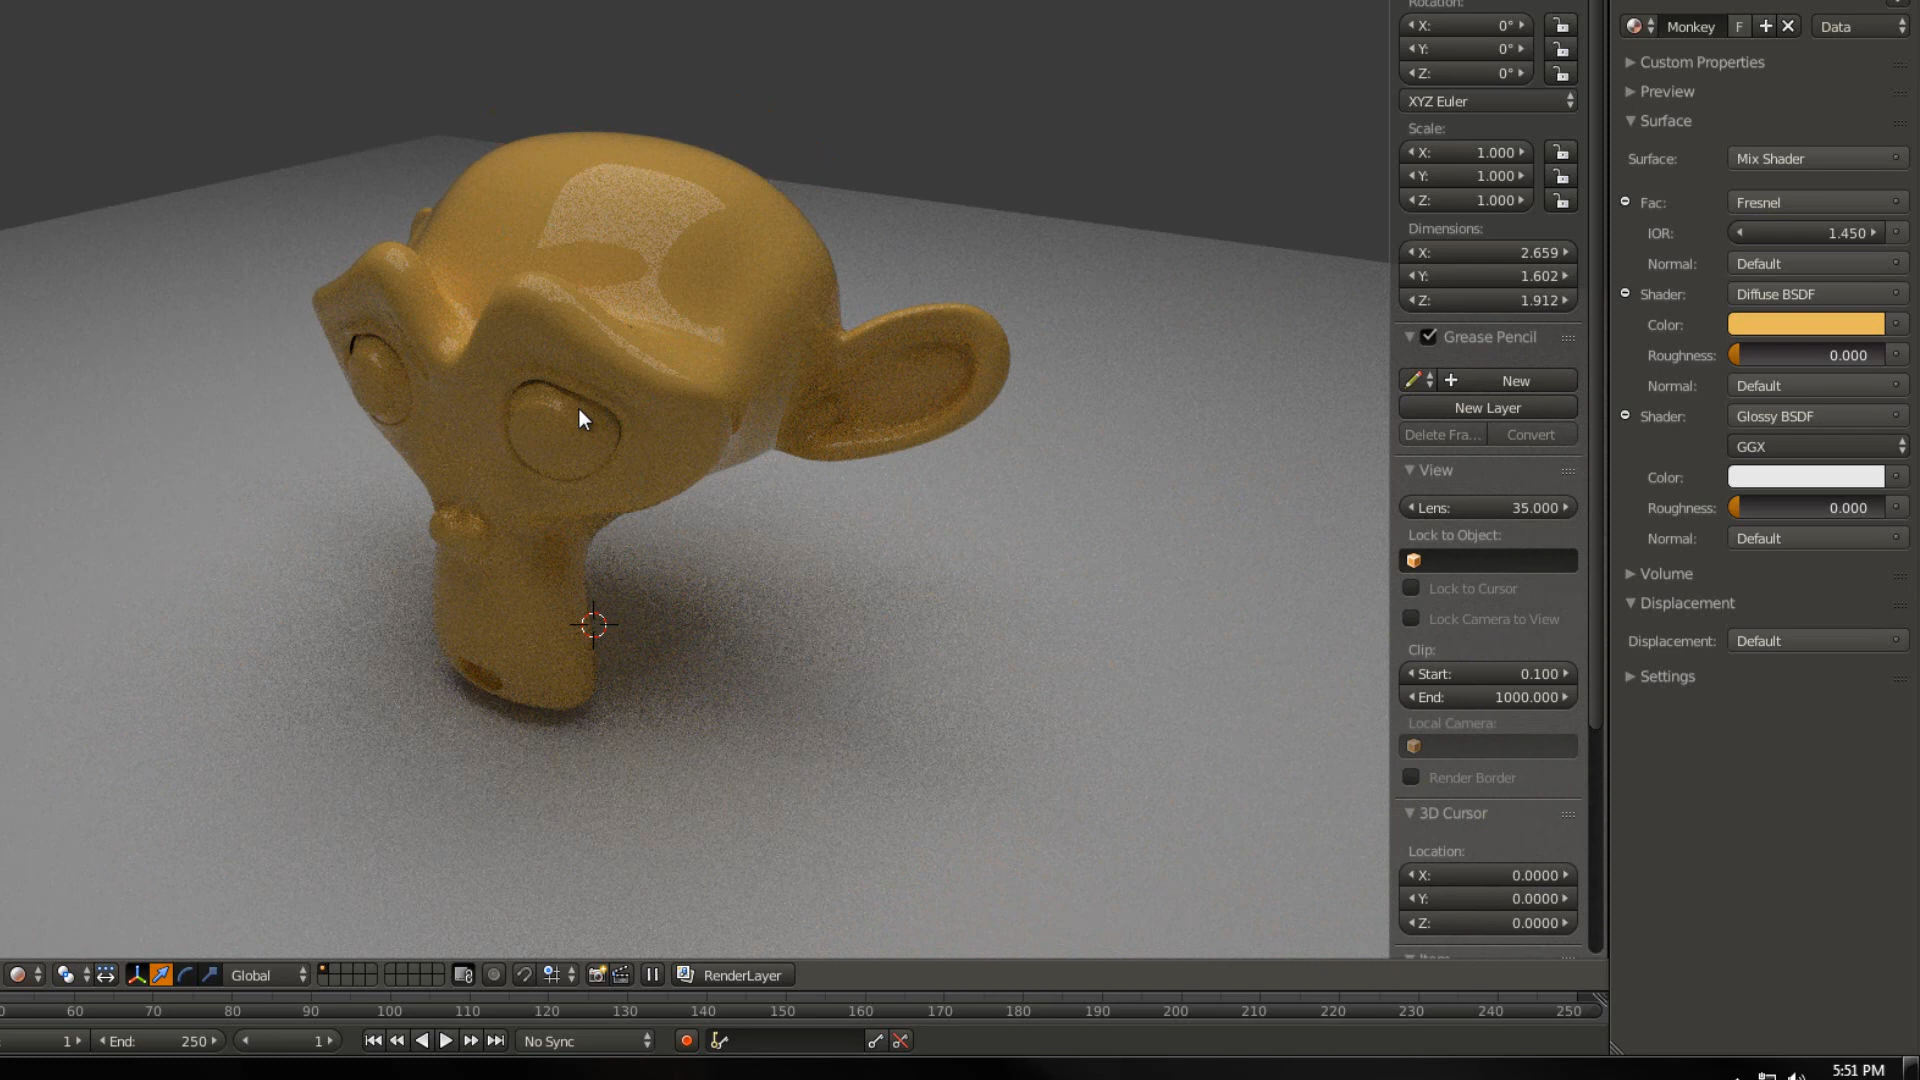 Rotation:
X: 0°
Y: 0°
Z: 0°
XYZ Euler
Scale:
X: 1.000
Y: 1.000
Z: 1.000
Dimensions:
X: 2.659
Y: 1.602
Z: 1.912
Grease Pencil
New
New Layer
Delete Fra... Convert
View
Lens: 35.000
Lock to Object:
Lock to Cursor
Lock Camera to View
Clip:
Start: 0.100
End: 1000.000
Local Camera:
Render Border
3D Cursor
Location:
X: 0.0000
Y: 0.0000
Z: 0.0000
Monkey F Data
Custom Properties
Preview
Surface
Surface: Mix Shader
Fac: Fresnel
IOR: 1.450
Normal: Default
Shader: Diffuse BSDF
Color:
Roughness: 0.000
Normal: Default
Shader: Glossy BSDF
GGX
Color:
Roughness: 0.000
Normal: Default
Volume
Displacement
Displacement: Default
Settings
Global RenderLayer
60 70 80 90 100 110 120 130 140 150 160 170 180 190 200 210 220 230 240 250
1 End: 250 1 No Sync
5:51 PM